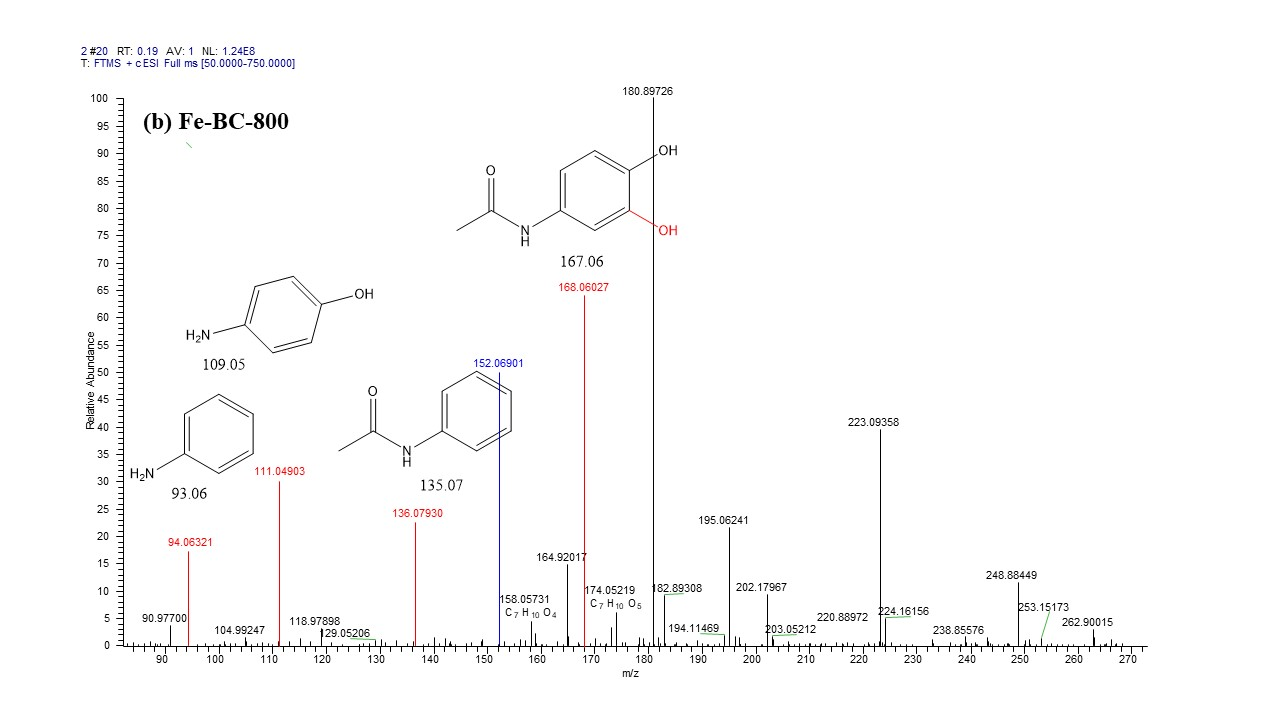 2 #20 RT: 0.19 AV: 1 NL: 1.24E8
T: FTMS + c ESI Full ms [50.0000-750.0000]
(b) Fe-BC-800
Relative Abundance
100
95
90
85
80
75
70
65
60
55
50
45
40
35
30
25
20
15
10
5
0
180.89726
O
N
H
OH
OH
167.06
168.06027
H₂N
OH
109.05
152.06901
223.09358
O
N
H
135.07
H₂N
93.06
111.04903
136.07930
94.06321
195.06241
164.92017
248.88449
202.17967
182.89308
174.05219
C₇ H₁₀ O₅
158.05731
C₇ H₁₀ O₄
90.97700
104.99247
118.97898
129.05206
194.11469
203.05212
220.88972
224.16156
238.85576
253.15173
262.90015
90 100 110 120 130 140 150 160 170 180 190 200 210 220 230 240 250 260 270
m/z